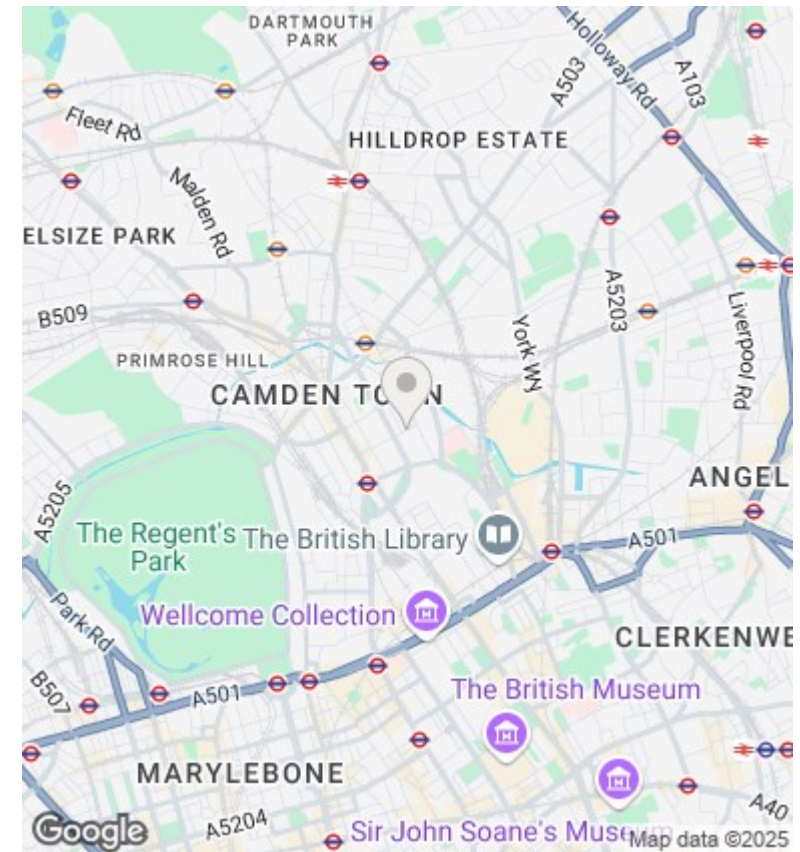 DARTMOUTH
PARK
Holloway Rd
A503
A103
Fleet Rd
HILLDROP ESTATE
Malden Rd
ELSIZE PARK
A5203
B509
York Wy
Liverpool Rd
PRIMROSE HILL
CAMDEN TOWN
ANGEL
A5205
The Regent's
Park
The British Library
A501
Wellcome Collection
Park Rd
CLERKENWE
B507
A501
The British Museum
MARYLEBONE
A40
Google
A5204
Sir John Soane's Museum
Map data ©2025